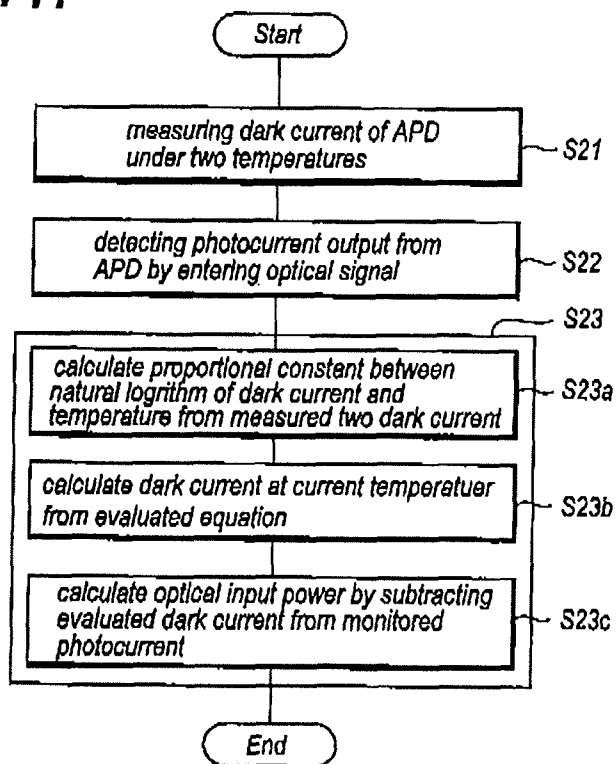 Start
measuring dark current of APD
under two temperatures
S21
detecting photocurrent output from
APD by entering optical signal
S22
S23
calculate proportional constant between
natural logrithm of dark current and
temperature from measured two dark current
S23a
calculate dark current at current temperatuer
from evaluated equation
S23b
calculate optical input power by subtracting
evaluated dark current from monitored
photocurrent
S23c
End